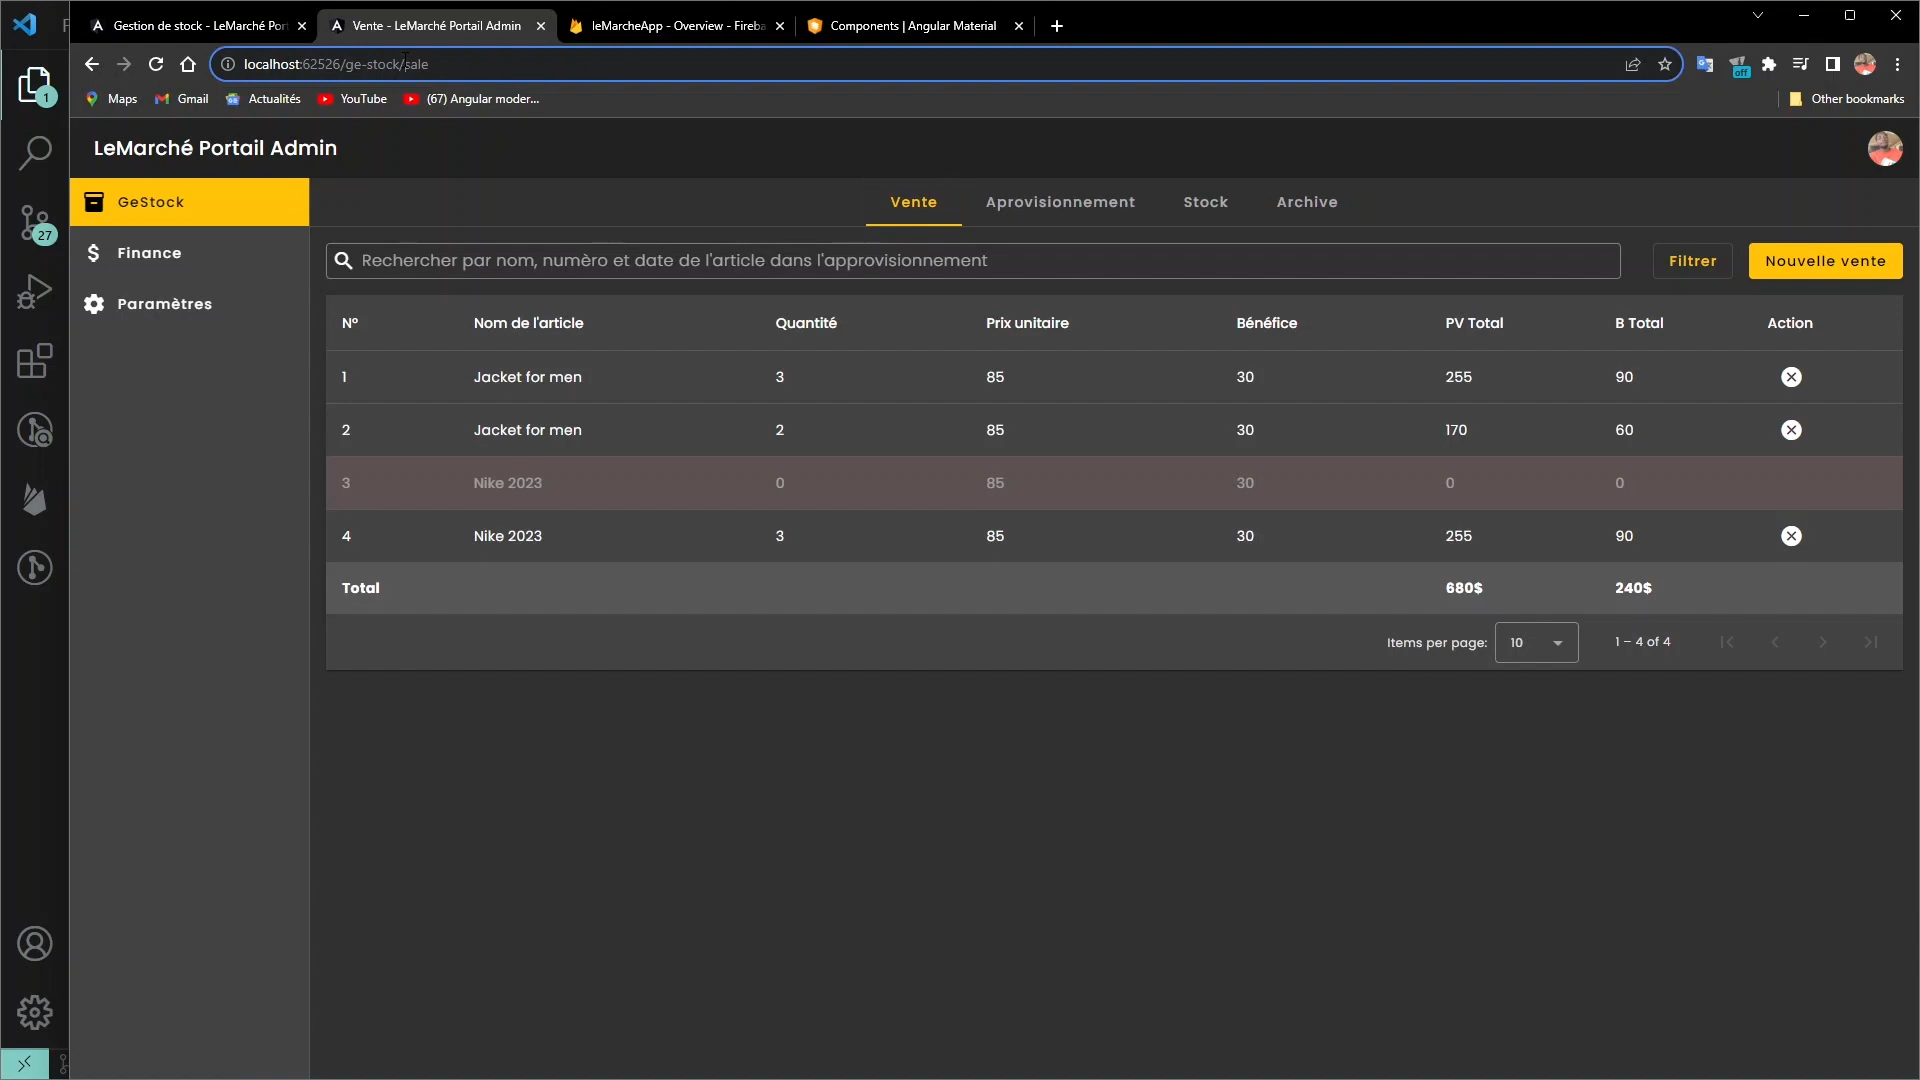 Gestion de stock - LeMarché Por
Vente - LeMarché Portail Admin
leMarcheApp - Overview - Fireba
Components | Angular Material
localhost:62526/ge-stock/sale
off
Maps
Gmail
Actualités
YouTube
(67) Angular moder...
Other bookmarks
1
27
LeMarché Portail Admin
GeStock
Finance
Paramètres
Vente
Aprovisionnement
Stock
Archive
Rechercher par nom, numèro et date de l'article dans l'approvisionnement
Filtrer
Nouvelle vente
N° Nom de l'article Quantité Prix unitaire Bénéfice PV Total B Total Action
1 Jacket for men 3 85 30 255 90
2 Jacket for men 2 85 30 170 60
3 Nike 2023 0 85 30 0 0
4 Nike 2023 3 85 30 255 90
Total 680$ 240$
Items per page: 10 1 – 4 of 4